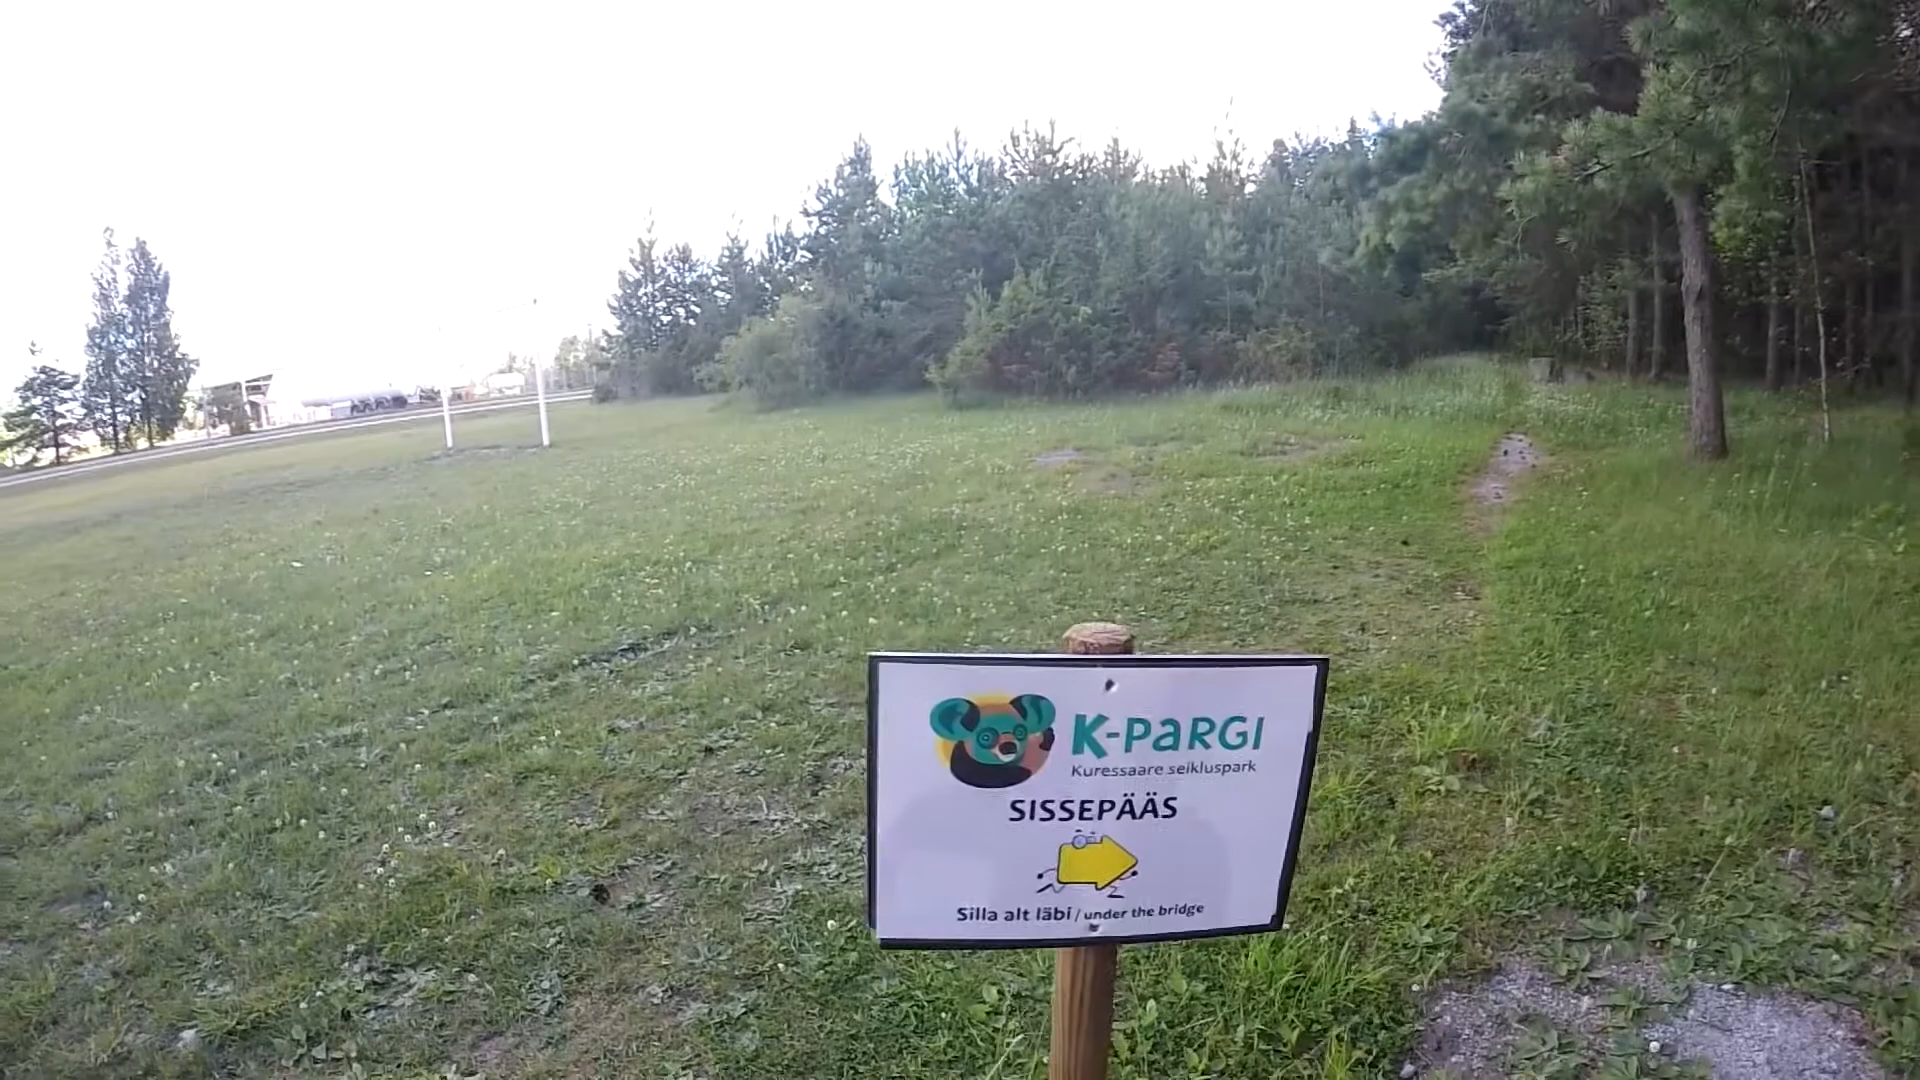 K-PARGI
Kuressaare seikluspark
SISSEPÄÄS
Silla alt läbi / under the bridge